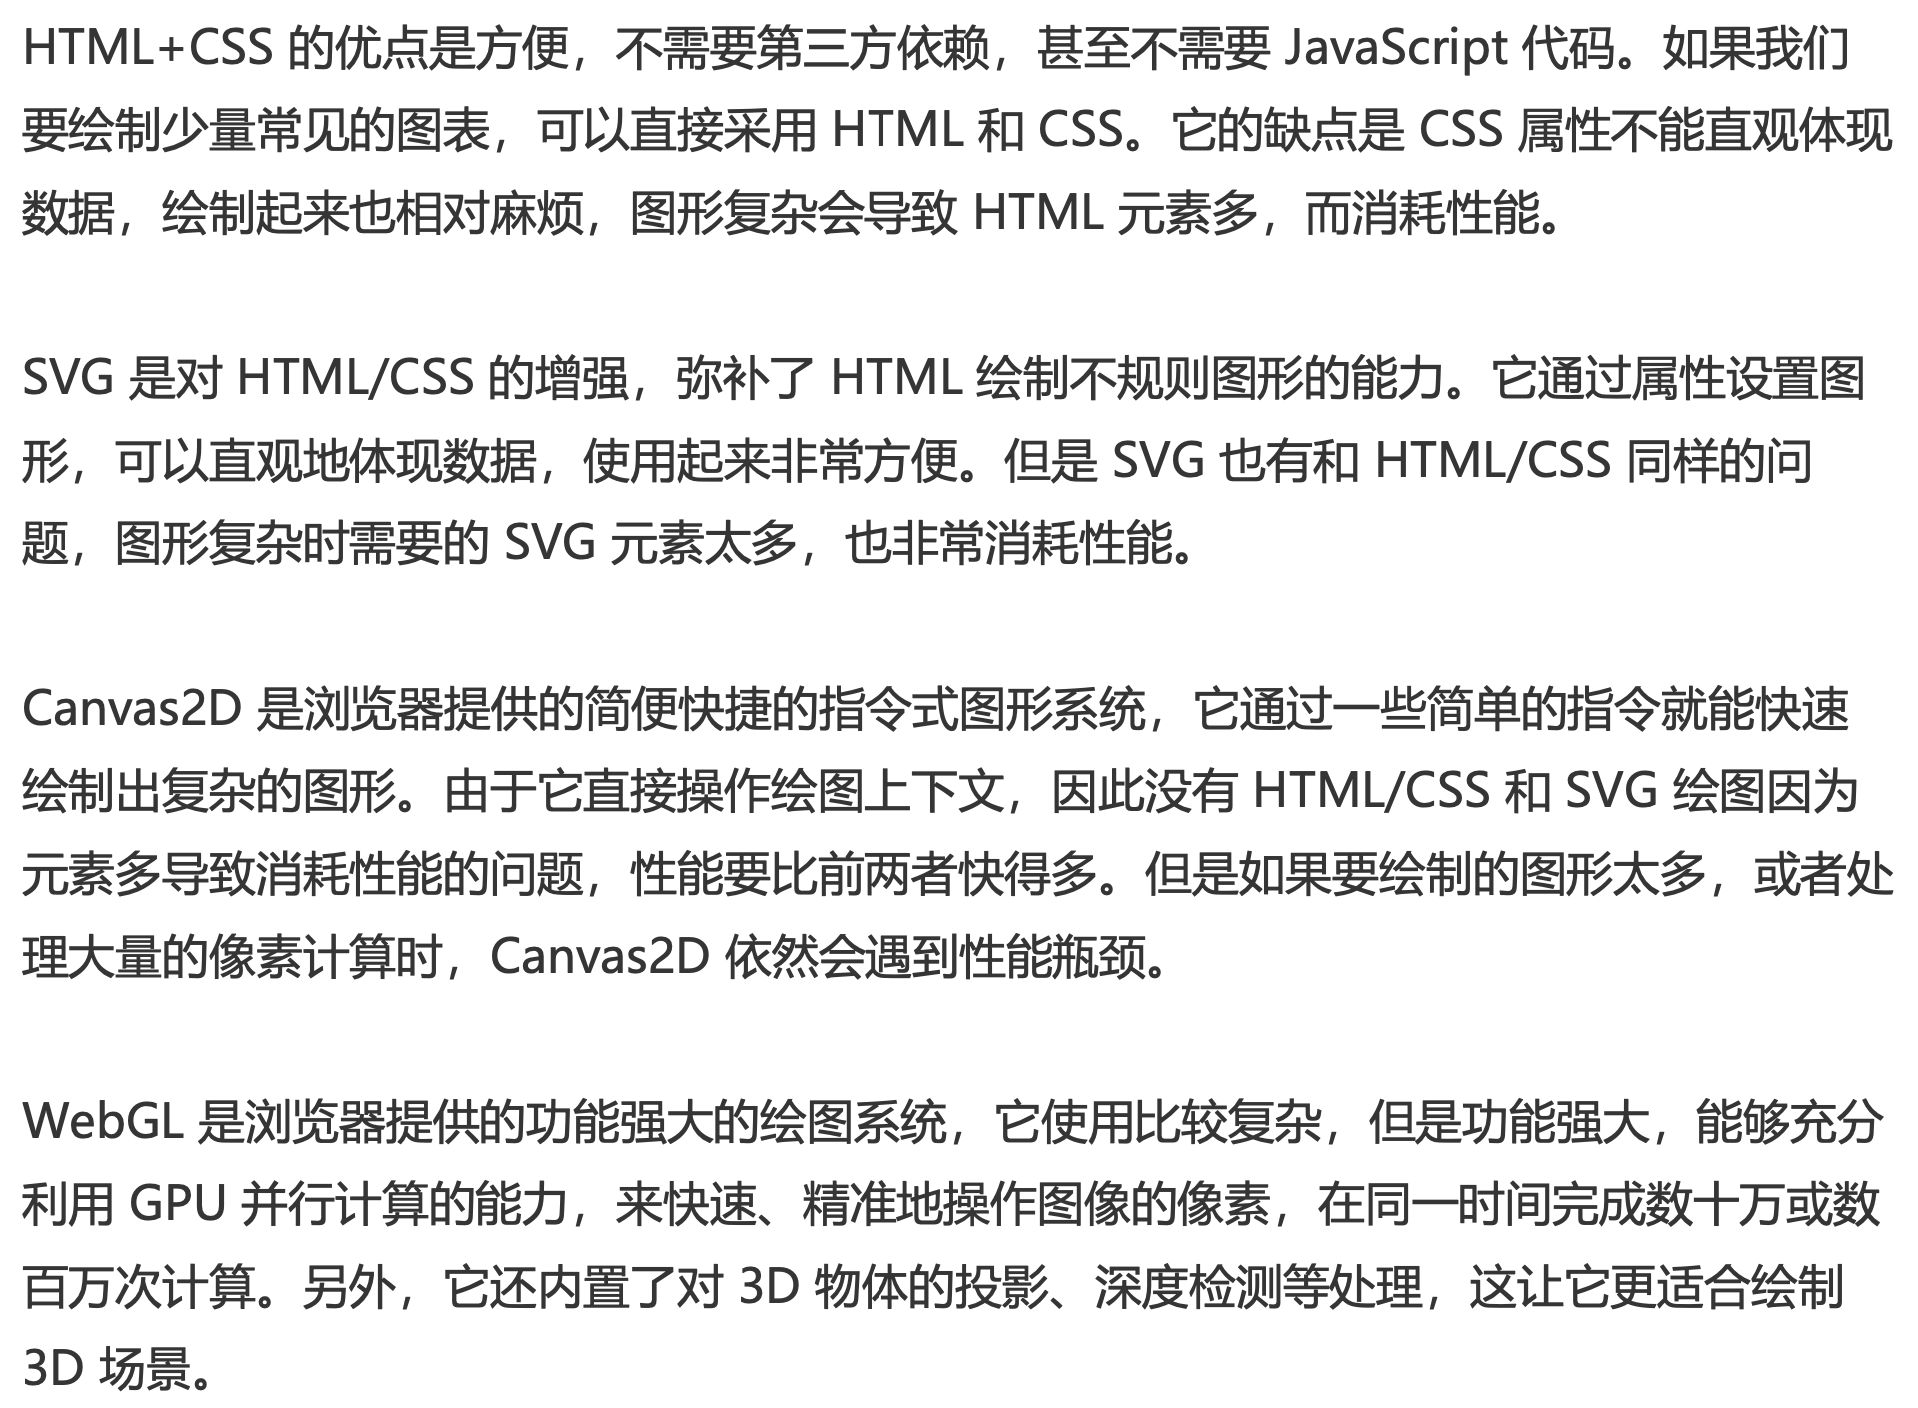 HTML+CSS 的优点是方便，不需要第三方依赖，甚至不需要 JavaScript 代码。如果我们
要绘制少量常见的图表，可以直接采用 HTML 和 CSS。它的缺点是 CSS 属性不能直观体现
数据，绘制起来也相对麻烦，图形复杂会导致 HTML 元素多，而消耗性能。
SVG 是对 HTML/CSS 的增强，弥补了 HTML 绘制不规则图形的能力。它通过属性设置图
形，可以直观地体现数据，使用起来非常方便。但是 SVG 也有和 HTML/CSS 同样的问
题，图形复杂时需要的 SVG 元素太多，也非常消耗性能。
Canvas2D 是浏览器提供的简便快捷的指令式图形系统，它通过一些简单的指令就能快速
绘制出复杂的图形。由于它直接操作绘图上下文，因此没有 HTML/CSS 和 SVG 绘图因为
元素多导致消耗性能的问题，性能要比前两者快得多。但是如果要绘制的图形太多，或者处
理大量的像素计算时，Canvas2D 依然会遇到性能瓶颈。
WebGL 是浏览器提供的功能强大的绘图系统，它使用比较复杂，但是功能强大，能够充分
利用 GPU 并行计算的能力，来快速、精准地操作图像的像素，在同一时间完成数十万或数
百万次计算。另外，它还内置了对 3D 物体的投影、深度检测等处理，这让它更适合绘制
3D 场景。